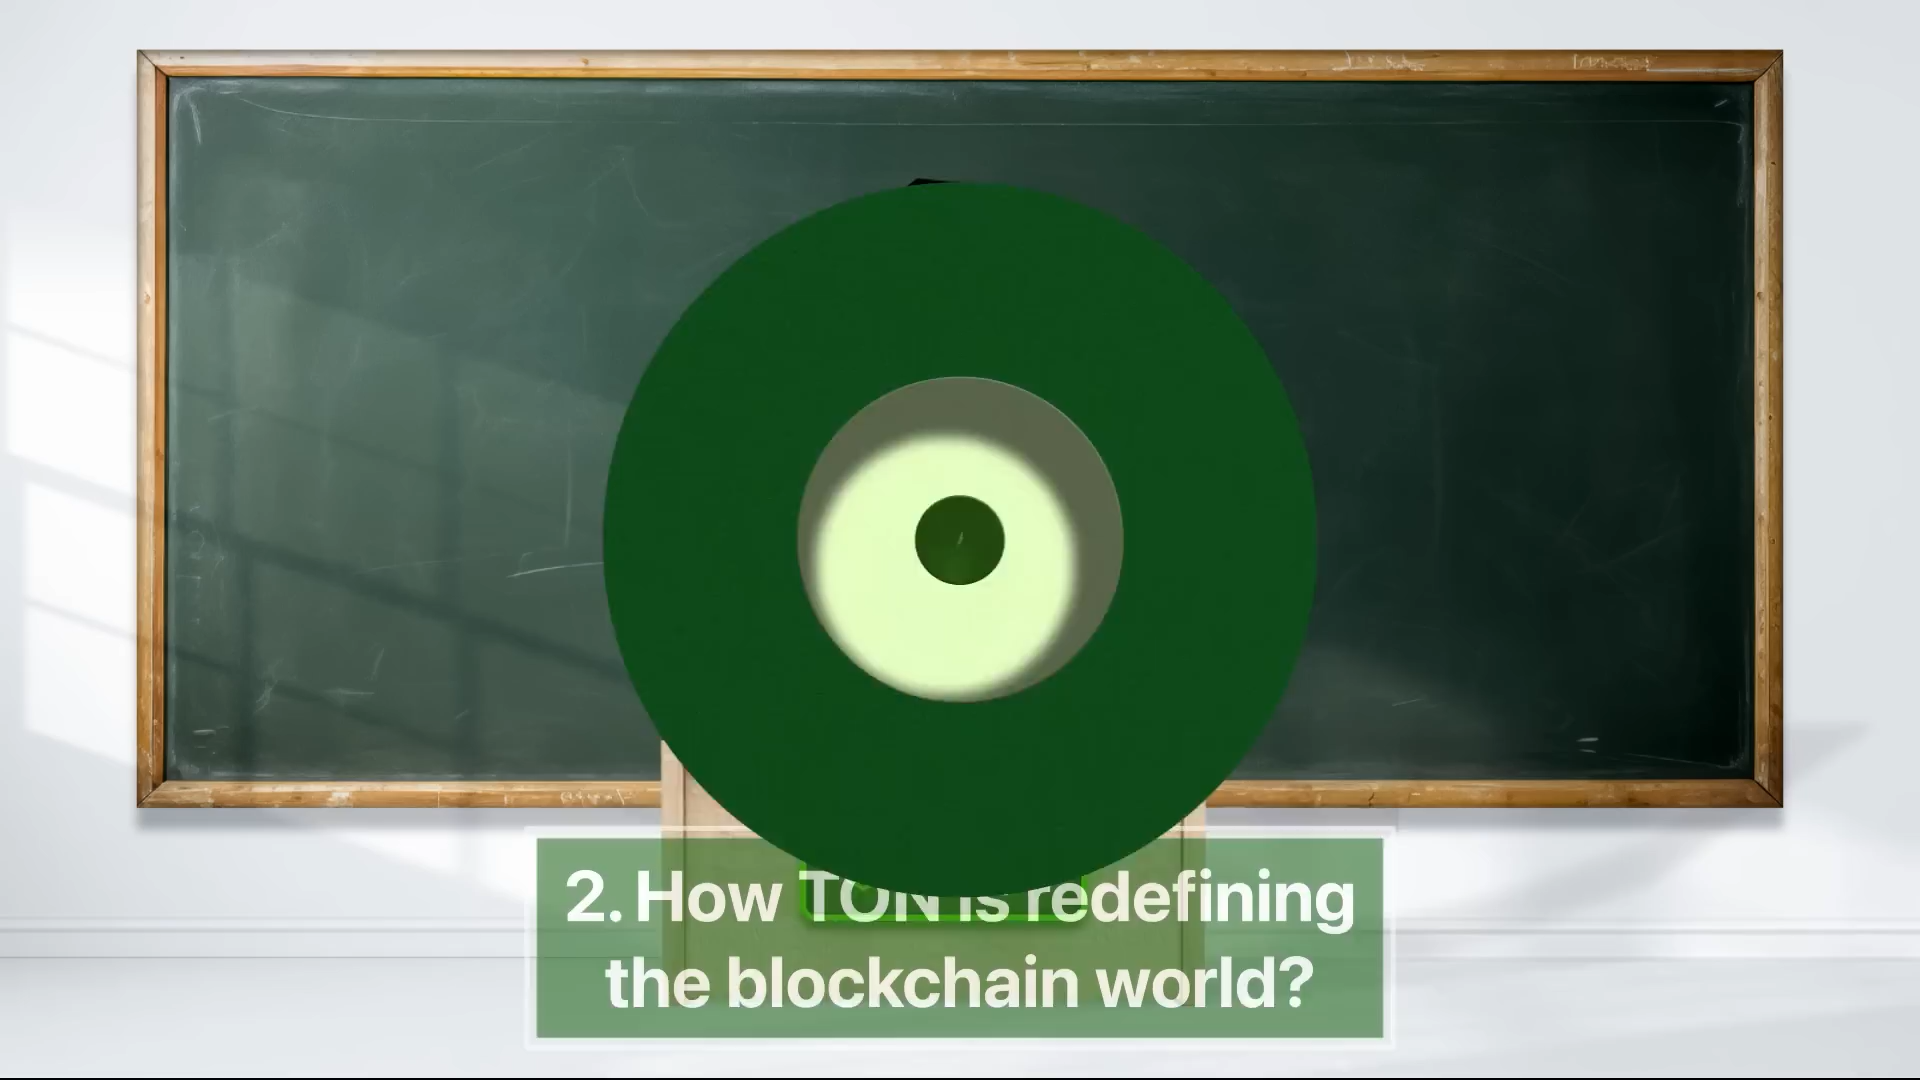 2. How TON is redefining
the blockchain world?